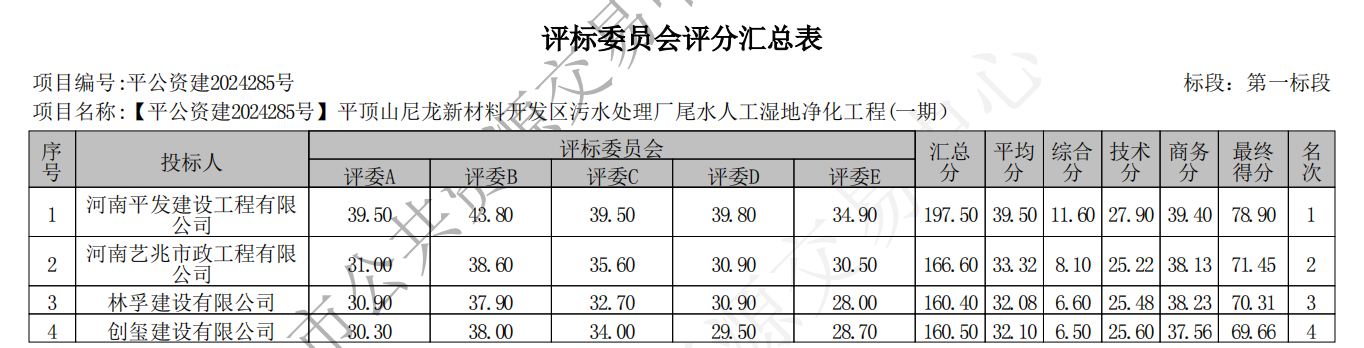 评标委员会评分汇总表
项目编号:平公资建2024285号 标段: 第一标段
项目名称:【平公资建2024285号】平顶山尼龙新材料开发区污水处理厂尾水人工湿地净化工程(一期)
序号 投标人 评标委员会 汇总分 平均分 综合分 技术分 商务分 最终得分 名次
评委A 评委B 评委C 评委D 评委E
1 河南平发建设工程有限公司 39.50 43.80 39.50 39.80 34.90 197.50 39.50 11.60 27.90 39.40 78.90 1
2 河南艺兆市政工程有限公司 31.00 38.60 35.60 30.90 30.50 166.60 33.32 8.10 25.22 38.13 71.45 2
3 林孚建设有限公司 30.90 37.90 32.70 30.90 28.00 160.40 32.08 6.60 25.48 38.23 70.31 3
4 创玺建设有限公司 30.30 38.00 34.00 29.50 28.70 160.50 32.10 6.50 25.60 37.56 69.66 4